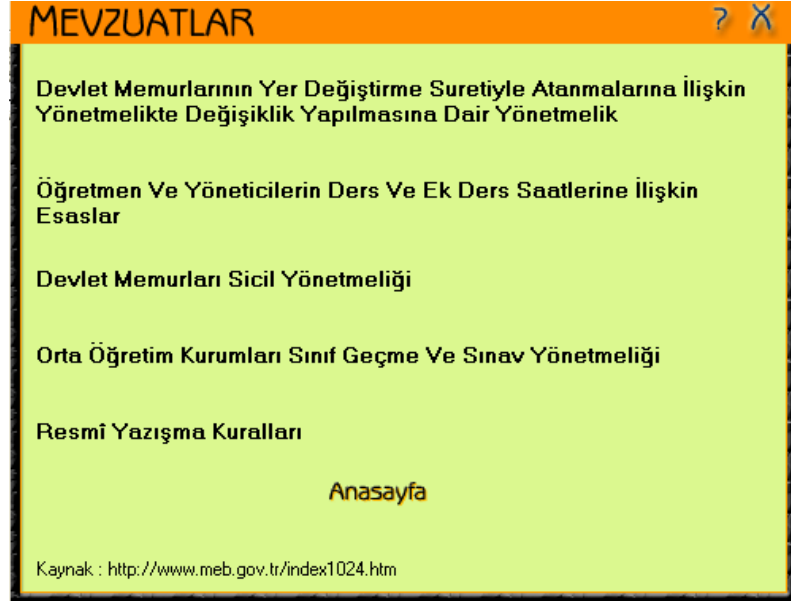 MEVZUATLAR ? X
Devlet Memurlarının Yer Değiştirme Suretiyle Atanmalarına İlişkin
Yönetmelikte Değişiklik Yapılmasına Dair Yönetmelik
Öğretmen Ve Yöneticilerin Ders Ve Ek Ders Saatlerine İlişkin
Esaslar
Devlet Memurları Sicil Yönetmeliği
Orta Öğretim Kurumları Sınıf Geçme Ve Sınav Yönetmeliği
Resmî Yazışma Kuralları
Anasayfa
Kaynak : http://www.meb.gov.tr/index1024.htm